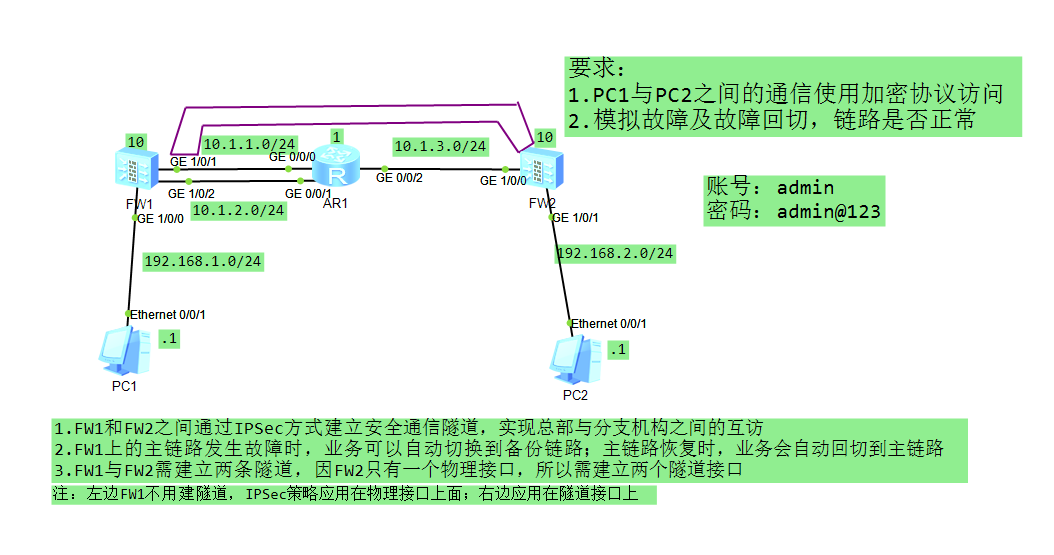 要求：
1.PC1与PC2之间的通信使用加密协议访问
2.模拟故障及故障回切，链路是否正常
10
10.1.1.0/24
1
10.1.3.0/24
10
GE 1/0/1
GE 0/0/0
GE 0/0/2
GE 1/0/0
GE 1/0/2
GE 0/0/1
FW1
10.1.2.0/24
AR1
FW2
GE 1/0/0
GE 1/0/1
账号：admin
密码：admin@123
192.168.1.0/24
192.168.2.0/24
Ethernet 0/0/1
Ethernet 0/0/1
.1
.1
PC1
PC2
1.FW1和FW2之间通过IPSec方式建立安全通信隧道，实现总部与分支机构之间的互访
2.FW1上的主链路发生故障时，业务可以自动切换到备份链路；主链路恢复时，业务会自动回切到主链路
3.FW1与FW2需建立两条隧道，因FW2只有一个物理接口，所以需建立两个隧道接口
注：左边FW1不用建隧道，IPSec策略应用在物理接口上面；右边应用在隧道接口上
R